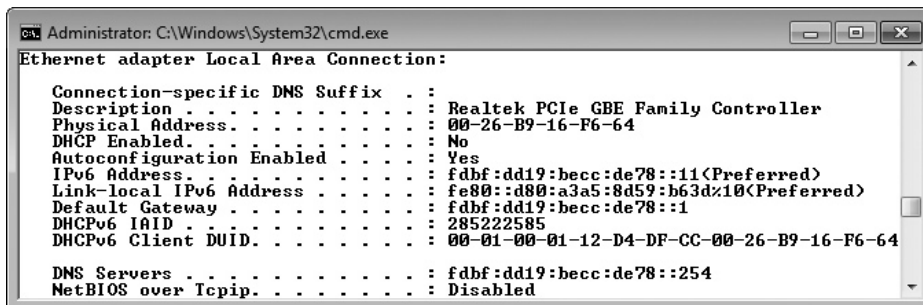 Administrator: C:\Windows\System32\cmd.exe
Ethernet adapter Local Area Connection:
Connection-specific DNS Suffix  . :
Description . . . . . . . . . . . : Realtek PCIe GBE Family Controller
Physical Address. . . . . . . . . : 00-26-B9-16-F6-64
DHCP Enabled. . . . . . . . . . . : No
Autoconfiguration Enabled . . . . : Yes
IPv6 Address. . . . . . . . . . . : fdbf:dd19:becc:de78::11(Preferred)
Link-local IPv6 Address . . . . . : fe80::d80:a3a5:8d59:b63d%10(Preferred)
Default Gateway . . . . . . . . . : fdbf:dd19:becc:de78::1
DHCPv6 IAID . . . . . . . . . . . : 285222585
DHCPv6 Client DUID. . . . . . . . : 00-01-00-01-12-D4-DF-CC-00-26-B9-16-F6-64
DNS Servers . . . . . . . . . . . : fdbf:dd19:becc:de78::254
NetBIOS over Tcpip. . . . . . . . : Disabled